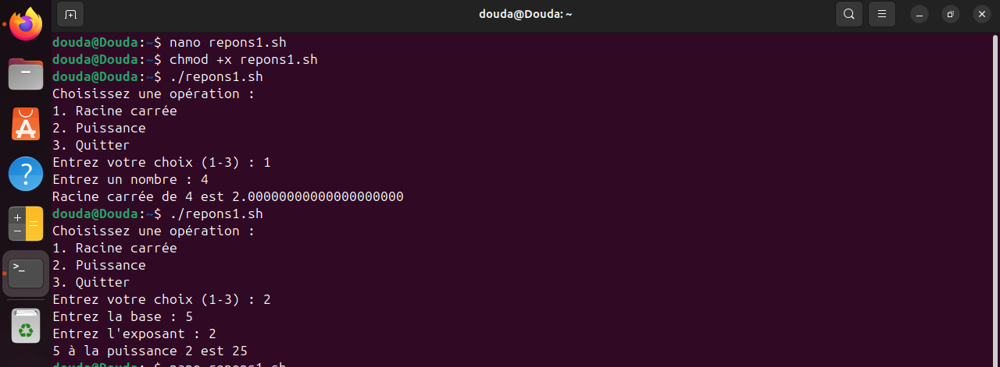 douda@Douda: ~
douda@Douda:~$ nano repons1.sh
douda@Douda:~$ chmod +x repons1.sh
douda@Douda:~$ ./repons1.sh
Choisissez une opération :
1. Racine carrée
2. Puissance
3. Quitter
Entrez votre choix (1-3) : 1
Entrez un nombre : 4
Racine carrée de 4 est 2.00000000000000000000
douda@Douda:~$ ./repons1.sh
Choisissez une opération :
1. Racine carrée
2. Puissance
3. Quitter
Entrez votre choix (1-3) : 2
Entrez la base : 5
Entrez l'exposant : 2
5 à la puissance 2 est 25
douda@Douda:~$ nano repons1.sh